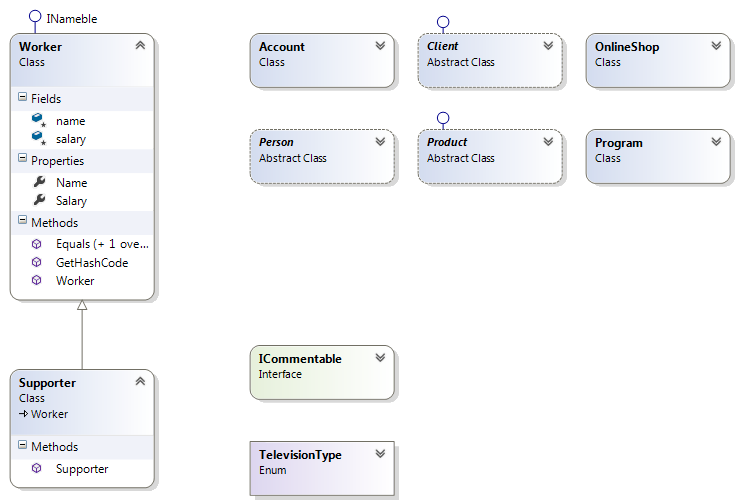 INameble
Worker
Class
Fields
name
salary
Properties
Name
Salary
Methods
Equals (+ 1 ove...
GetHashCode
Worker
Supporter
Class
Worker
Methods
Supporter
Account
Class
Client
Abstract Class
OnlineShop
Class
Person
Abstract Class
Product
Abstract Class
Program
Class
ICommentable
Interface
TelevisionType
Enum